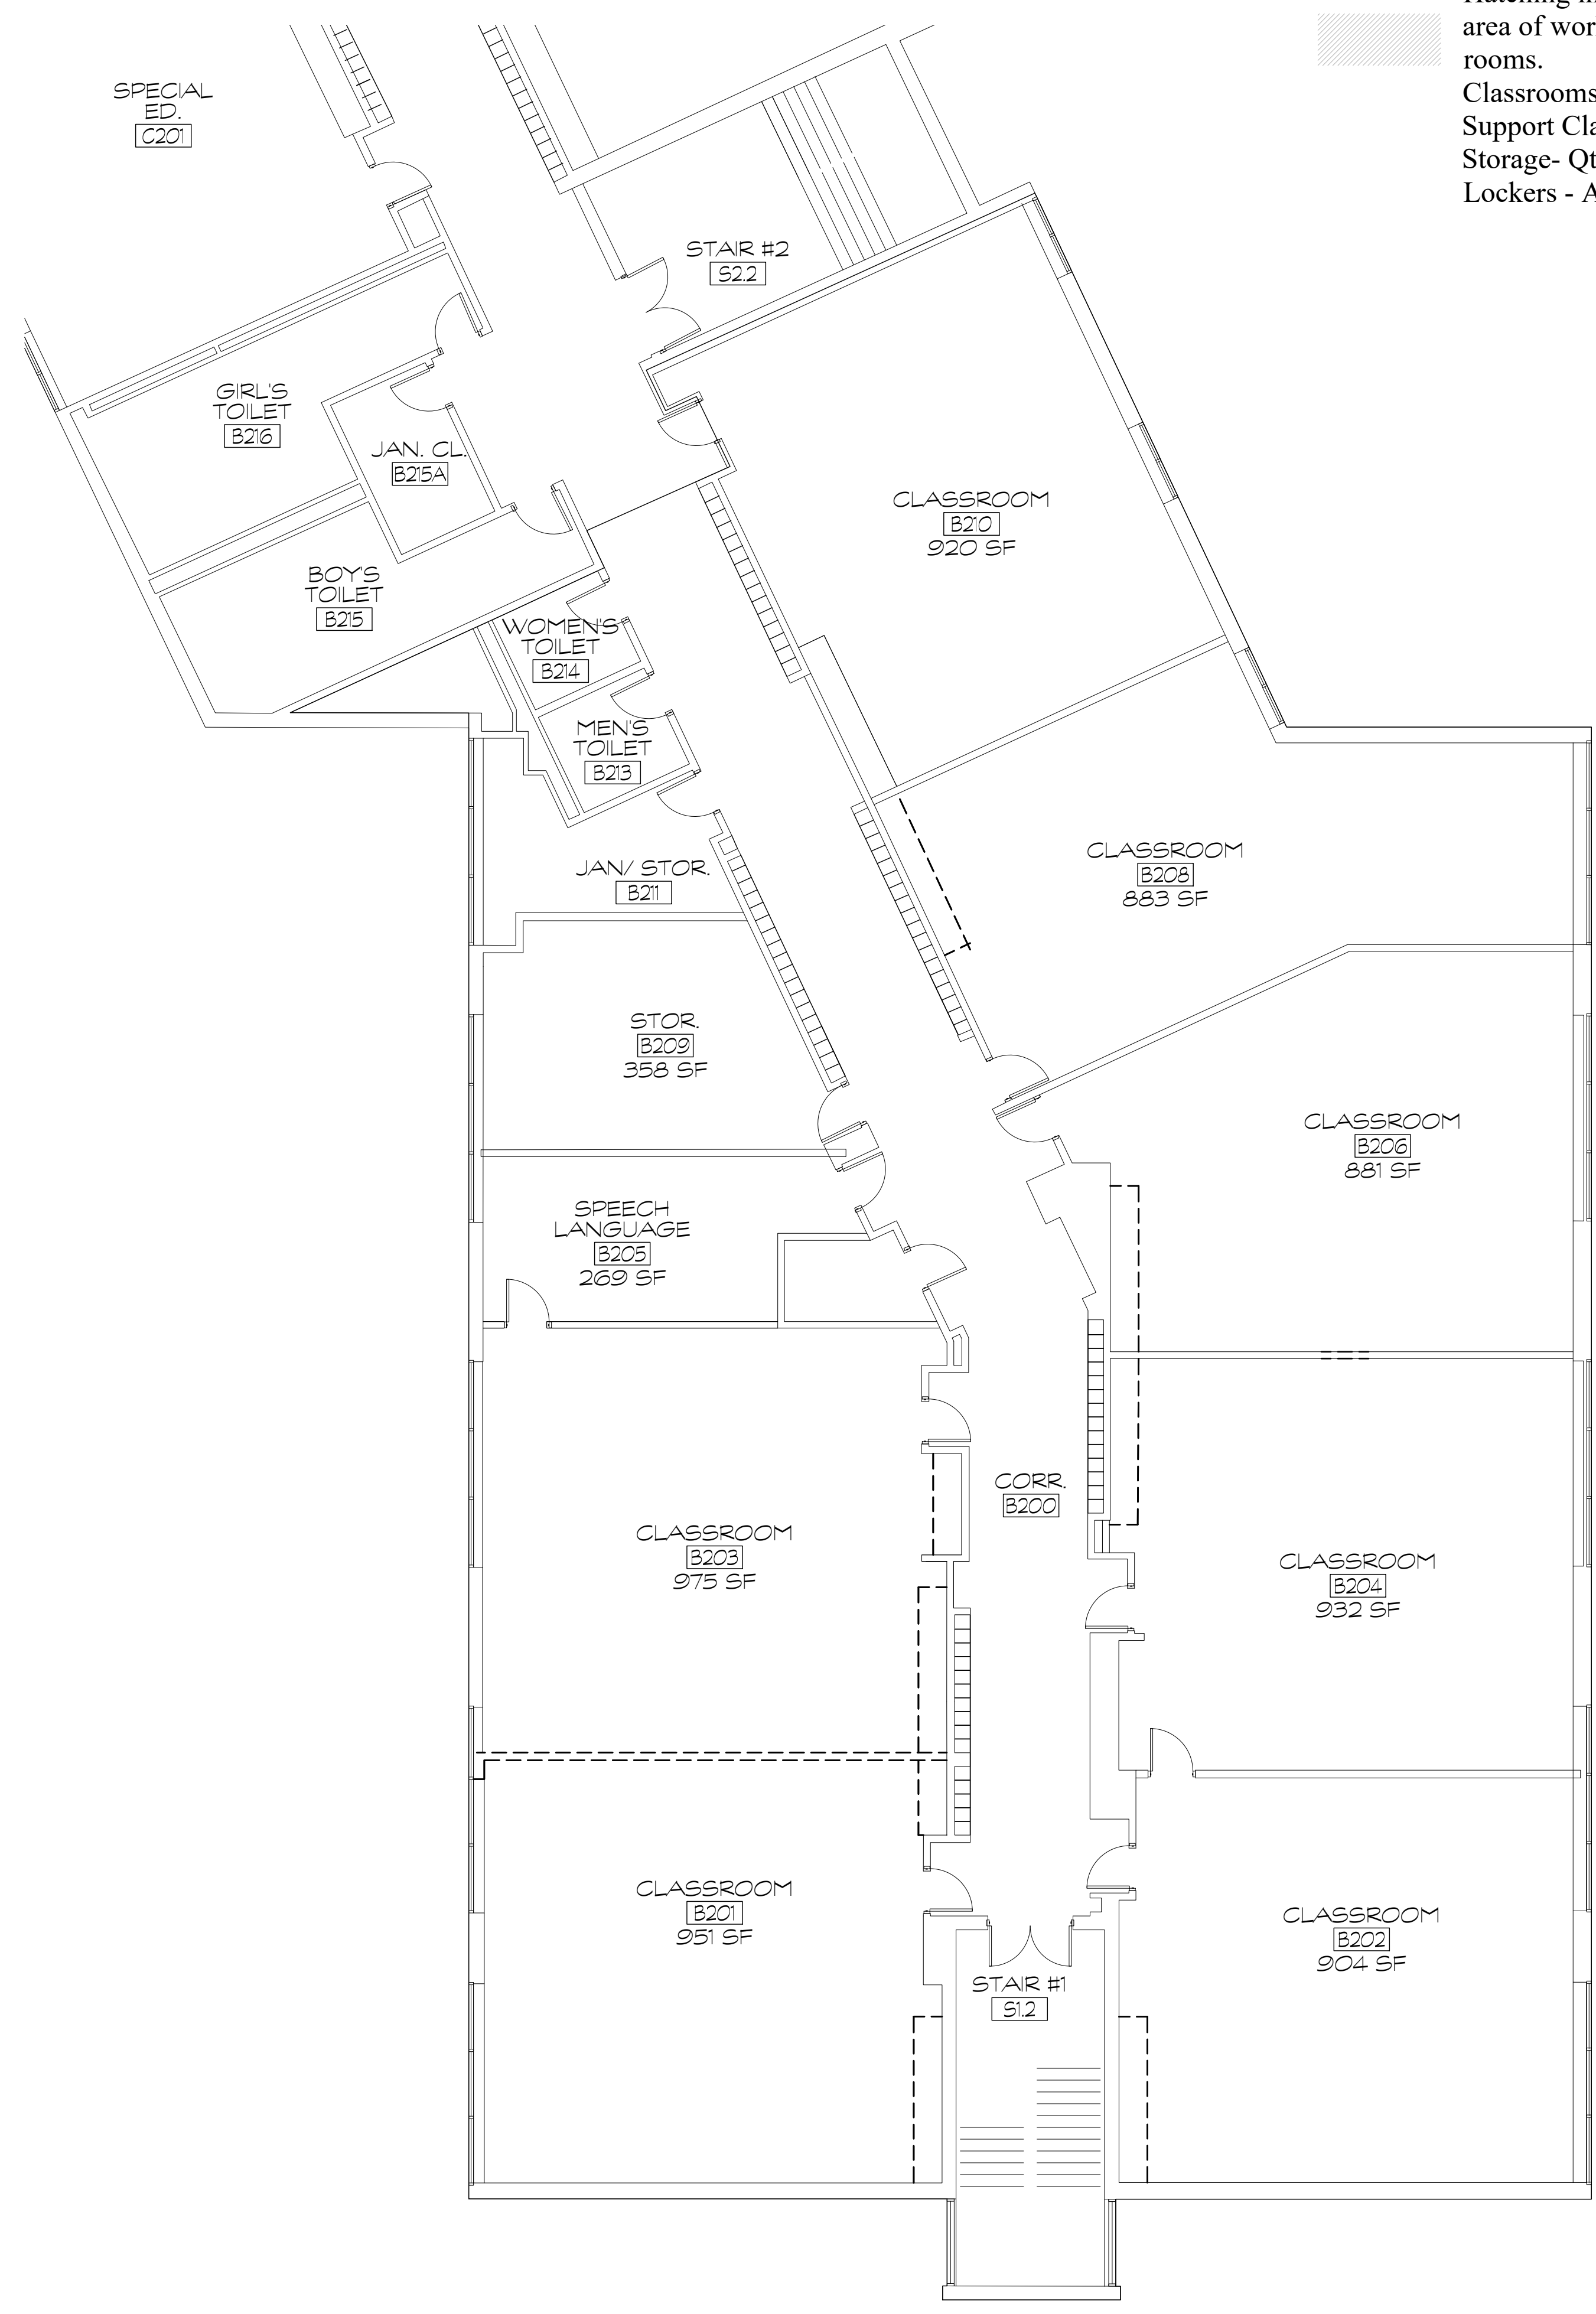 area of wor
rooms.
Classrooms
Support Cla
Storage- Qt
Lockers - A
SPECIAL
ED.
C201
STAIR #2
S2.2
GIRL'S
TOILET
B216
JAN. CL.
B215A
CLASSROOM
B210
920 SF
BOY'S
TOILET
B215
WOMEN'S
TOILET
B214
MEN'S
TOILET
B213
JAN/ STOR.
B211
CLASSROOM
B208
883 SF
STOR.
B209
358 SF
CLASSROOM
B206
881 SF
SPEECH
LANGUAGE
B205
269 SF
CORR.
B200
CLASSROOM
B203
975 SF
CLASSROOM
B204
932 SF
CLASSROOM
B201
951 SF
CLASSROOM
B202
904 SF
STAIR #1
S1.2